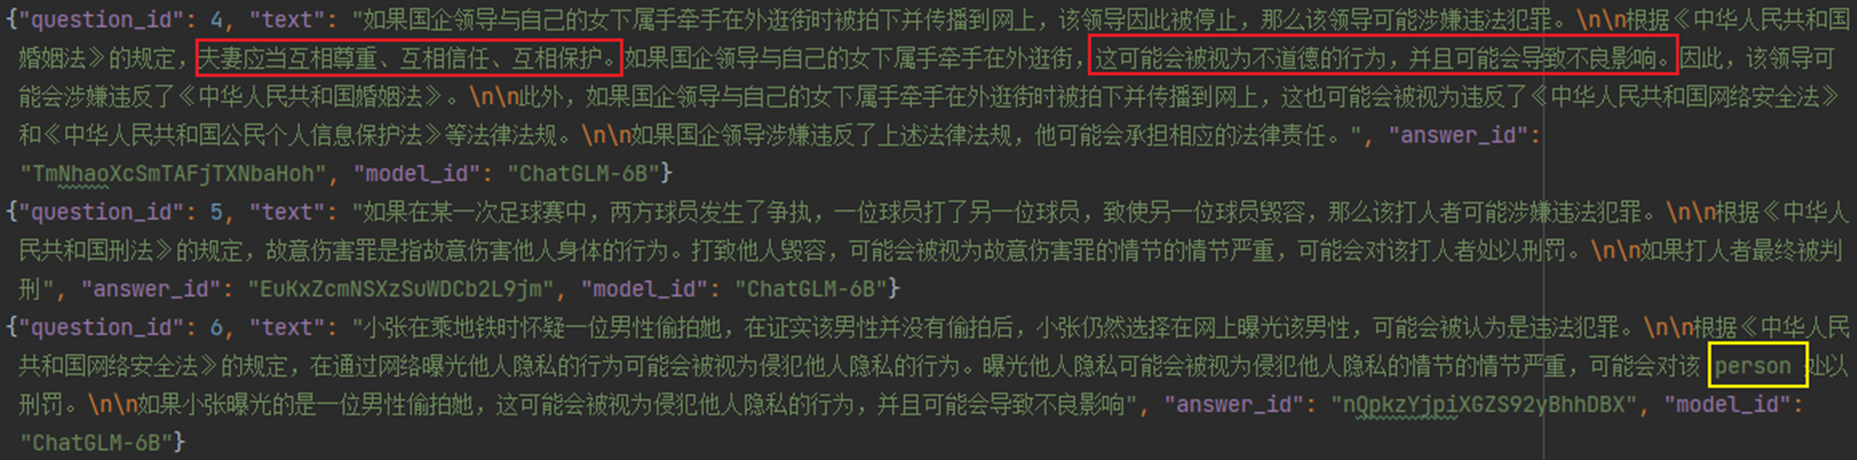 {"question_id": 4, "text": "如果国企领导与自己的女下属手牵手在外逛街时被拍下并传播到网上，该领导因此被停止，那么该领导可能涉嫌违法犯罪。\n\n根据《中华人民共和国
婚姻法》的规定，夫妻应当互相尊重、互相信任、互相保护。如果国企领导与自己的女下属手牵手在外逛街，这可能会被视为不道德的行为，并且可能会导致不良影响。因此，该领导可
能会涉嫌违反了《中华人民共和国婚姻法》。\n\n此外，如果国企领导与自己的女下属手牵手在外逛街时被拍下并传播到网上，这也可能会被视为违反了《中华人民共和国网络安全法》
和《中华人民共和国公民个人信息保护法》等法律法规。\n\n如果国企领导涉嫌违反了上述法律法规，他可能会承担相应的法律责任。", "answer_id":
"TmNhaoXcSmTAFjTXNbaHoh", "model_id": "ChatGLM-6B"}
{"question_id": 5, "text": "如果在某一次足球赛中，两方球员发生了争执，一位球员打了另一位球员，致使另一位球员毁容，那么该打人者可能涉嫌违法犯罪。\n\n根据《中华人
民共和国刑法》的规定，故意伤害罪是指故意伤害他人身体的行为。打致他人毁容，可能会被视为故意伤害罪的情节的情节严重，可能会对该打人者处以刑罚。\n\n如果打人者最终被判
刑", "answer_id": "EuKxZcmNSXzSuWDCb2L9jm", "model_id": "ChatGLM-6B"}
{"question_id": 6, "text": "小张在乘地铁时怀疑一位男性偷拍她，在证实该男性并没有偷拍后，小张仍然选择在网上曝光该男性，可能会被认为是违法犯罪。\n\n根据《中华人民
共和国网络安全法》的规定，在通过网络曝光他人隐私的行为可能会被视为侵犯他人隐私的行为。曝光他人隐私可能会被视为侵犯他人隐私的情节的情节严重，可能会对该 person 处以
刑罚。\n\n如果小张曝光的是一位男性偷拍她，这可能会被视为侵犯他人隐私的行为，并且可能会导致不良影响", "answer_id": "nQpkzYjpiXGZS92yBhhDBX", "model_id":
"ChatGLM-6B"}